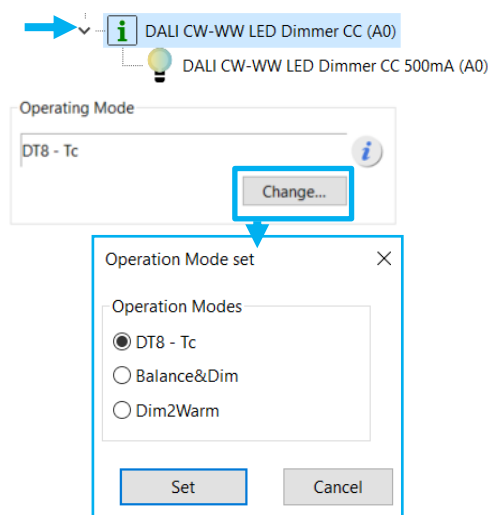 DALI CW-WW LED Dimmer CC (A0)
DALI CW-WW LED Dimmer CC 500mA (A0)
Operating Mode
DT8 - Tc
Change...
Operation Mode set
Operation Modes
DT8 - Tc
Balance&Dim
Dim2Warm
Set Cancel